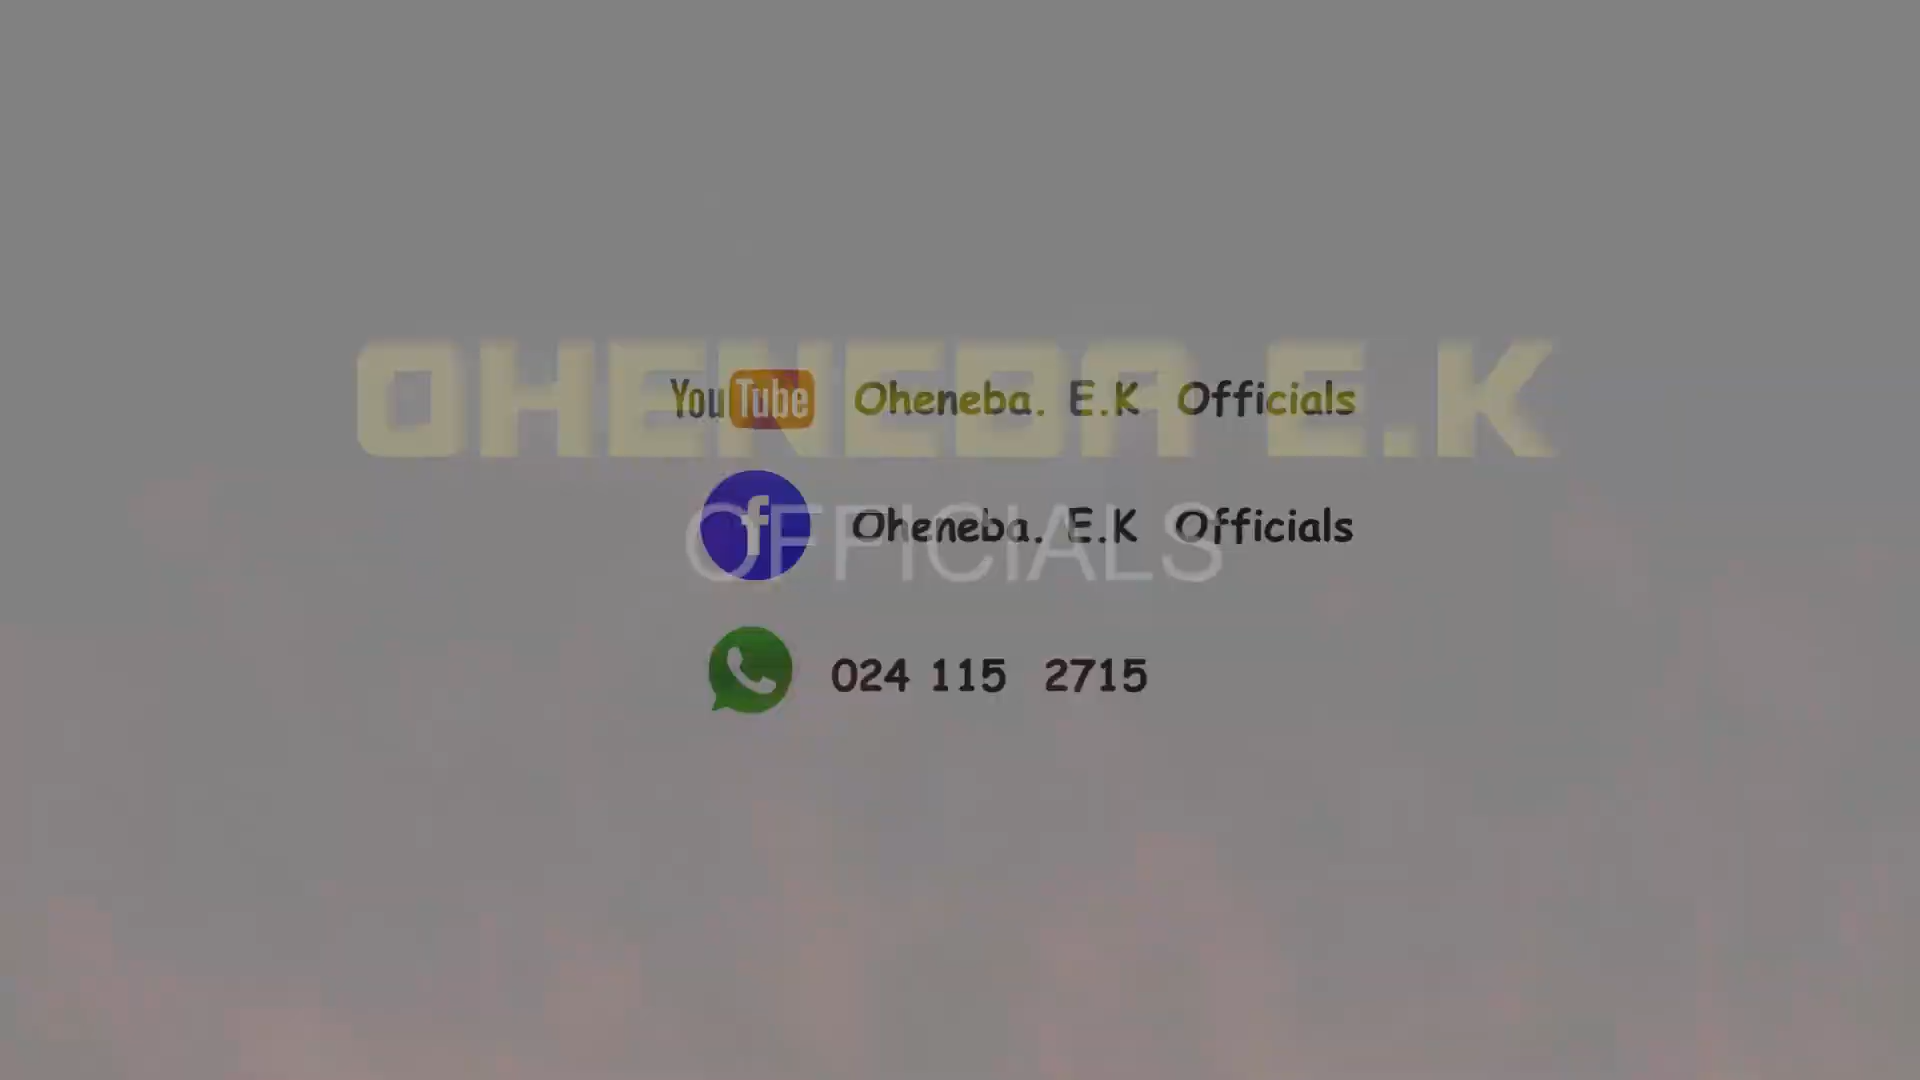 OHENEBA E.K
YouTube Oheneba. E.K Officials
f Oheneba. E.K Officials
OFFICIALS
024 115 2715